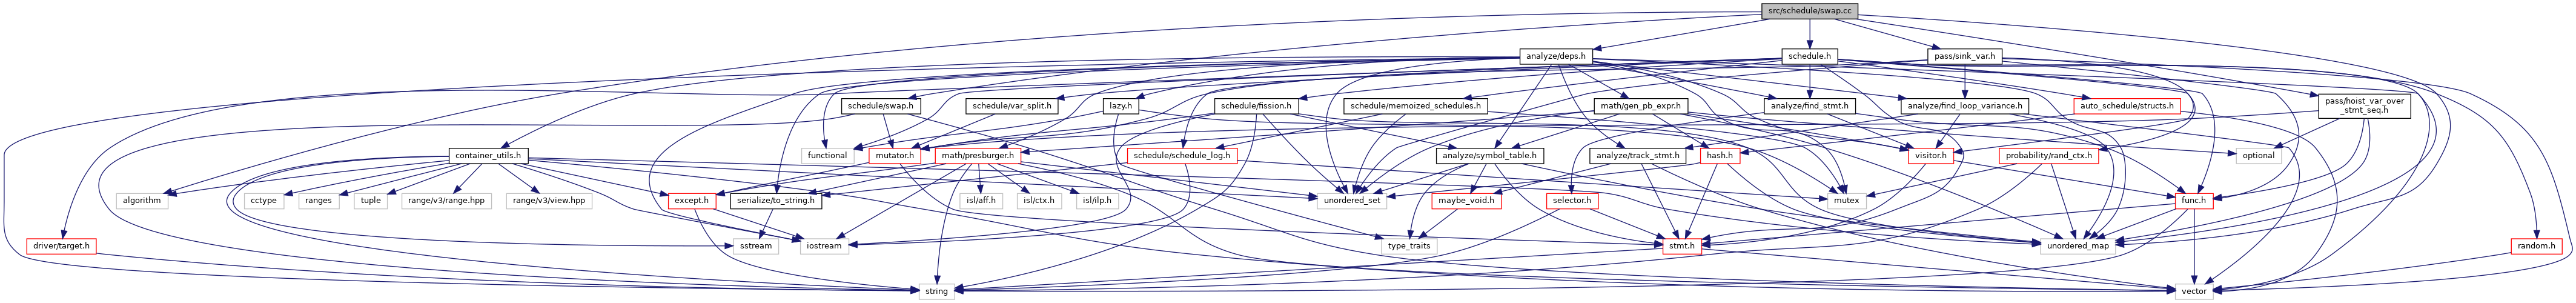 src/schedule/swap.cc
analyze/deps.h
schedule.h
pass/sink_var.h
schedule/swap.h
schedule/var_split.h
lazy.h
schedule/fission.h
schedule/memoized_schedules.h
math/gen_pb_expr.h
analyze/find_stmt.h
analyze/find_loop_variance.h
auto_schedule/structs.h
pass/hoist_var_over
_stmt_seq.h
container_utils.h
functional
mutator.h
math/presburger.h
schedule/schedule_log.h
analyze/symbol_table.h
analyze/track_stmt.h
hash.h
visitor.h
probability/rand_ctx.h
optional
algorithm
cctype
ranges
tuple
range/v3/range.hpp
range/v3/view.hpp
except.h
serialize/to_string.h
isl/aff.h
isl/ctx.h
isl/ilp.h
unordered_set
maybe_void.h
selector.h
mutex
func.h
driver/target.h
sstream
iostream
type_traits
stmt.h
unordered_map
random.h
string
vector